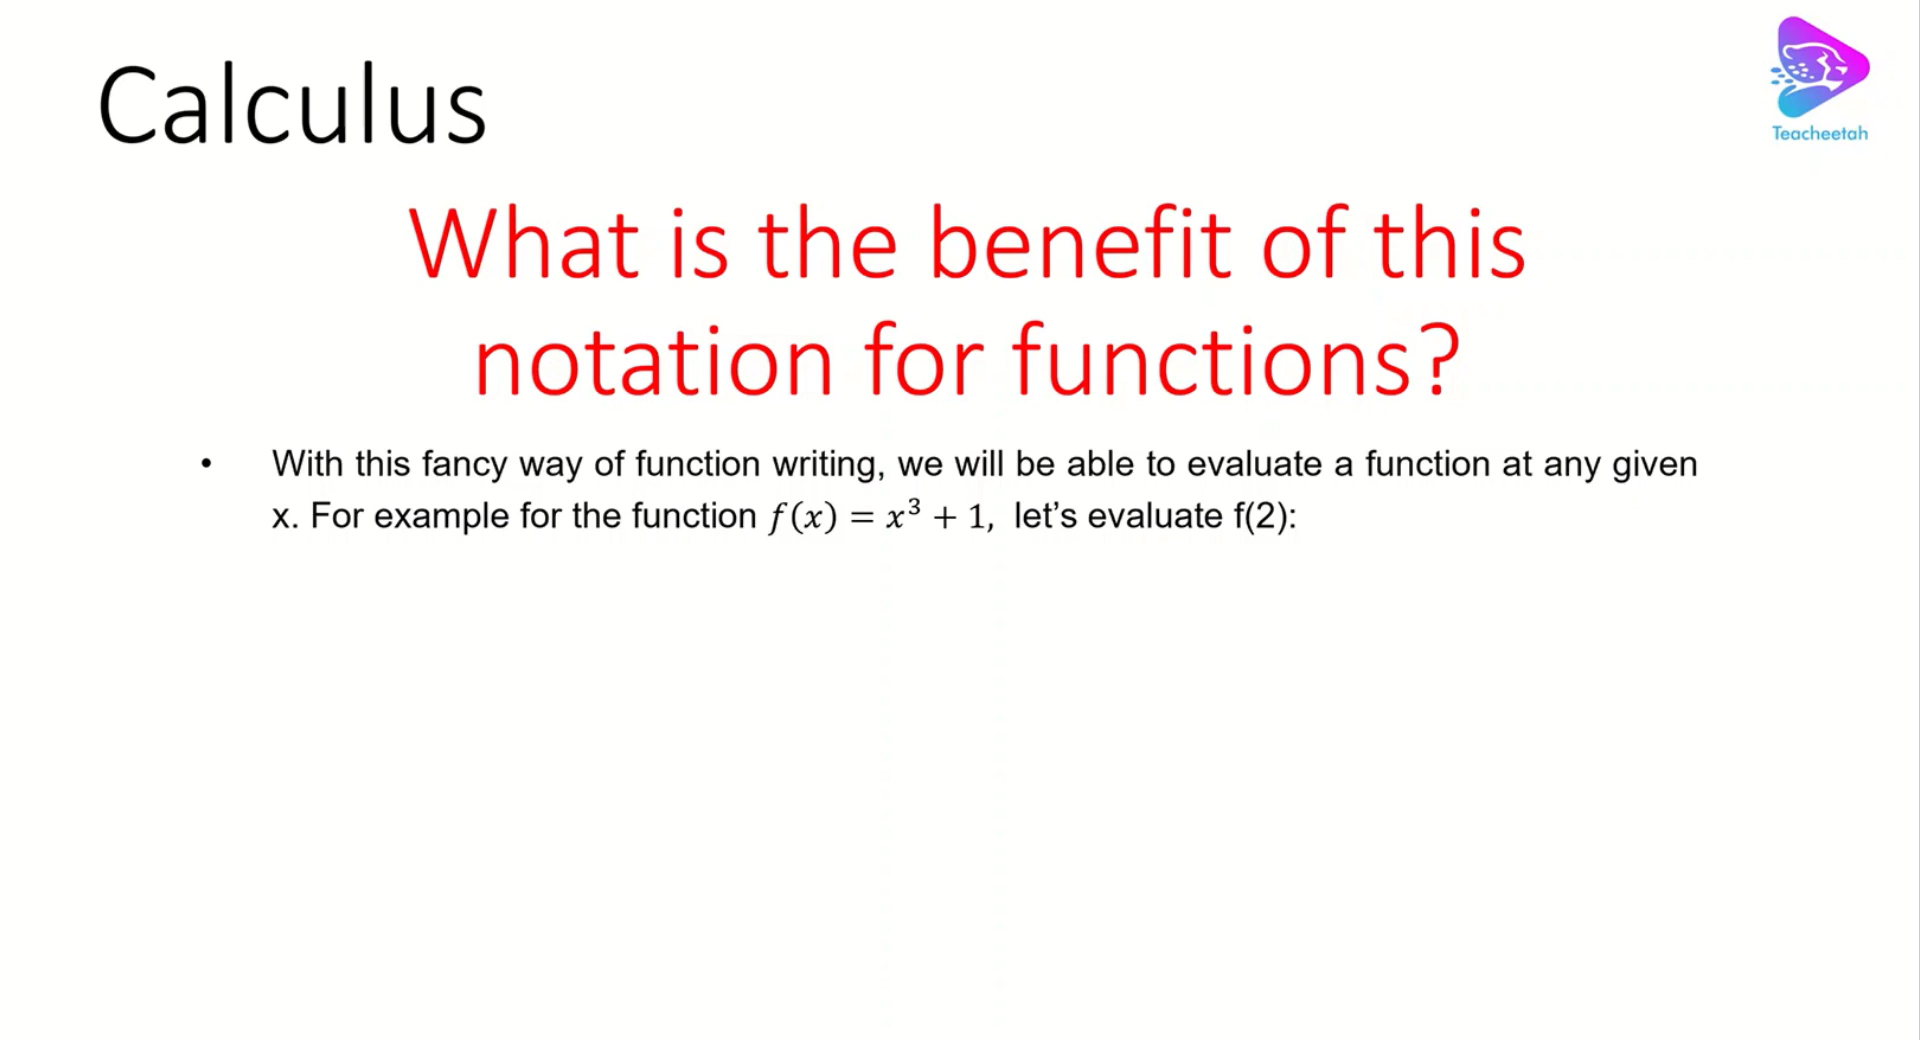 Calculus
Teacheetah
What is the benefit of this
notation for functions?
• With this fancy way of function writing, we will be able to evaluate a function at any given
x. For example for the function f(x) = x³ + 1, let’s evaluate f(2):